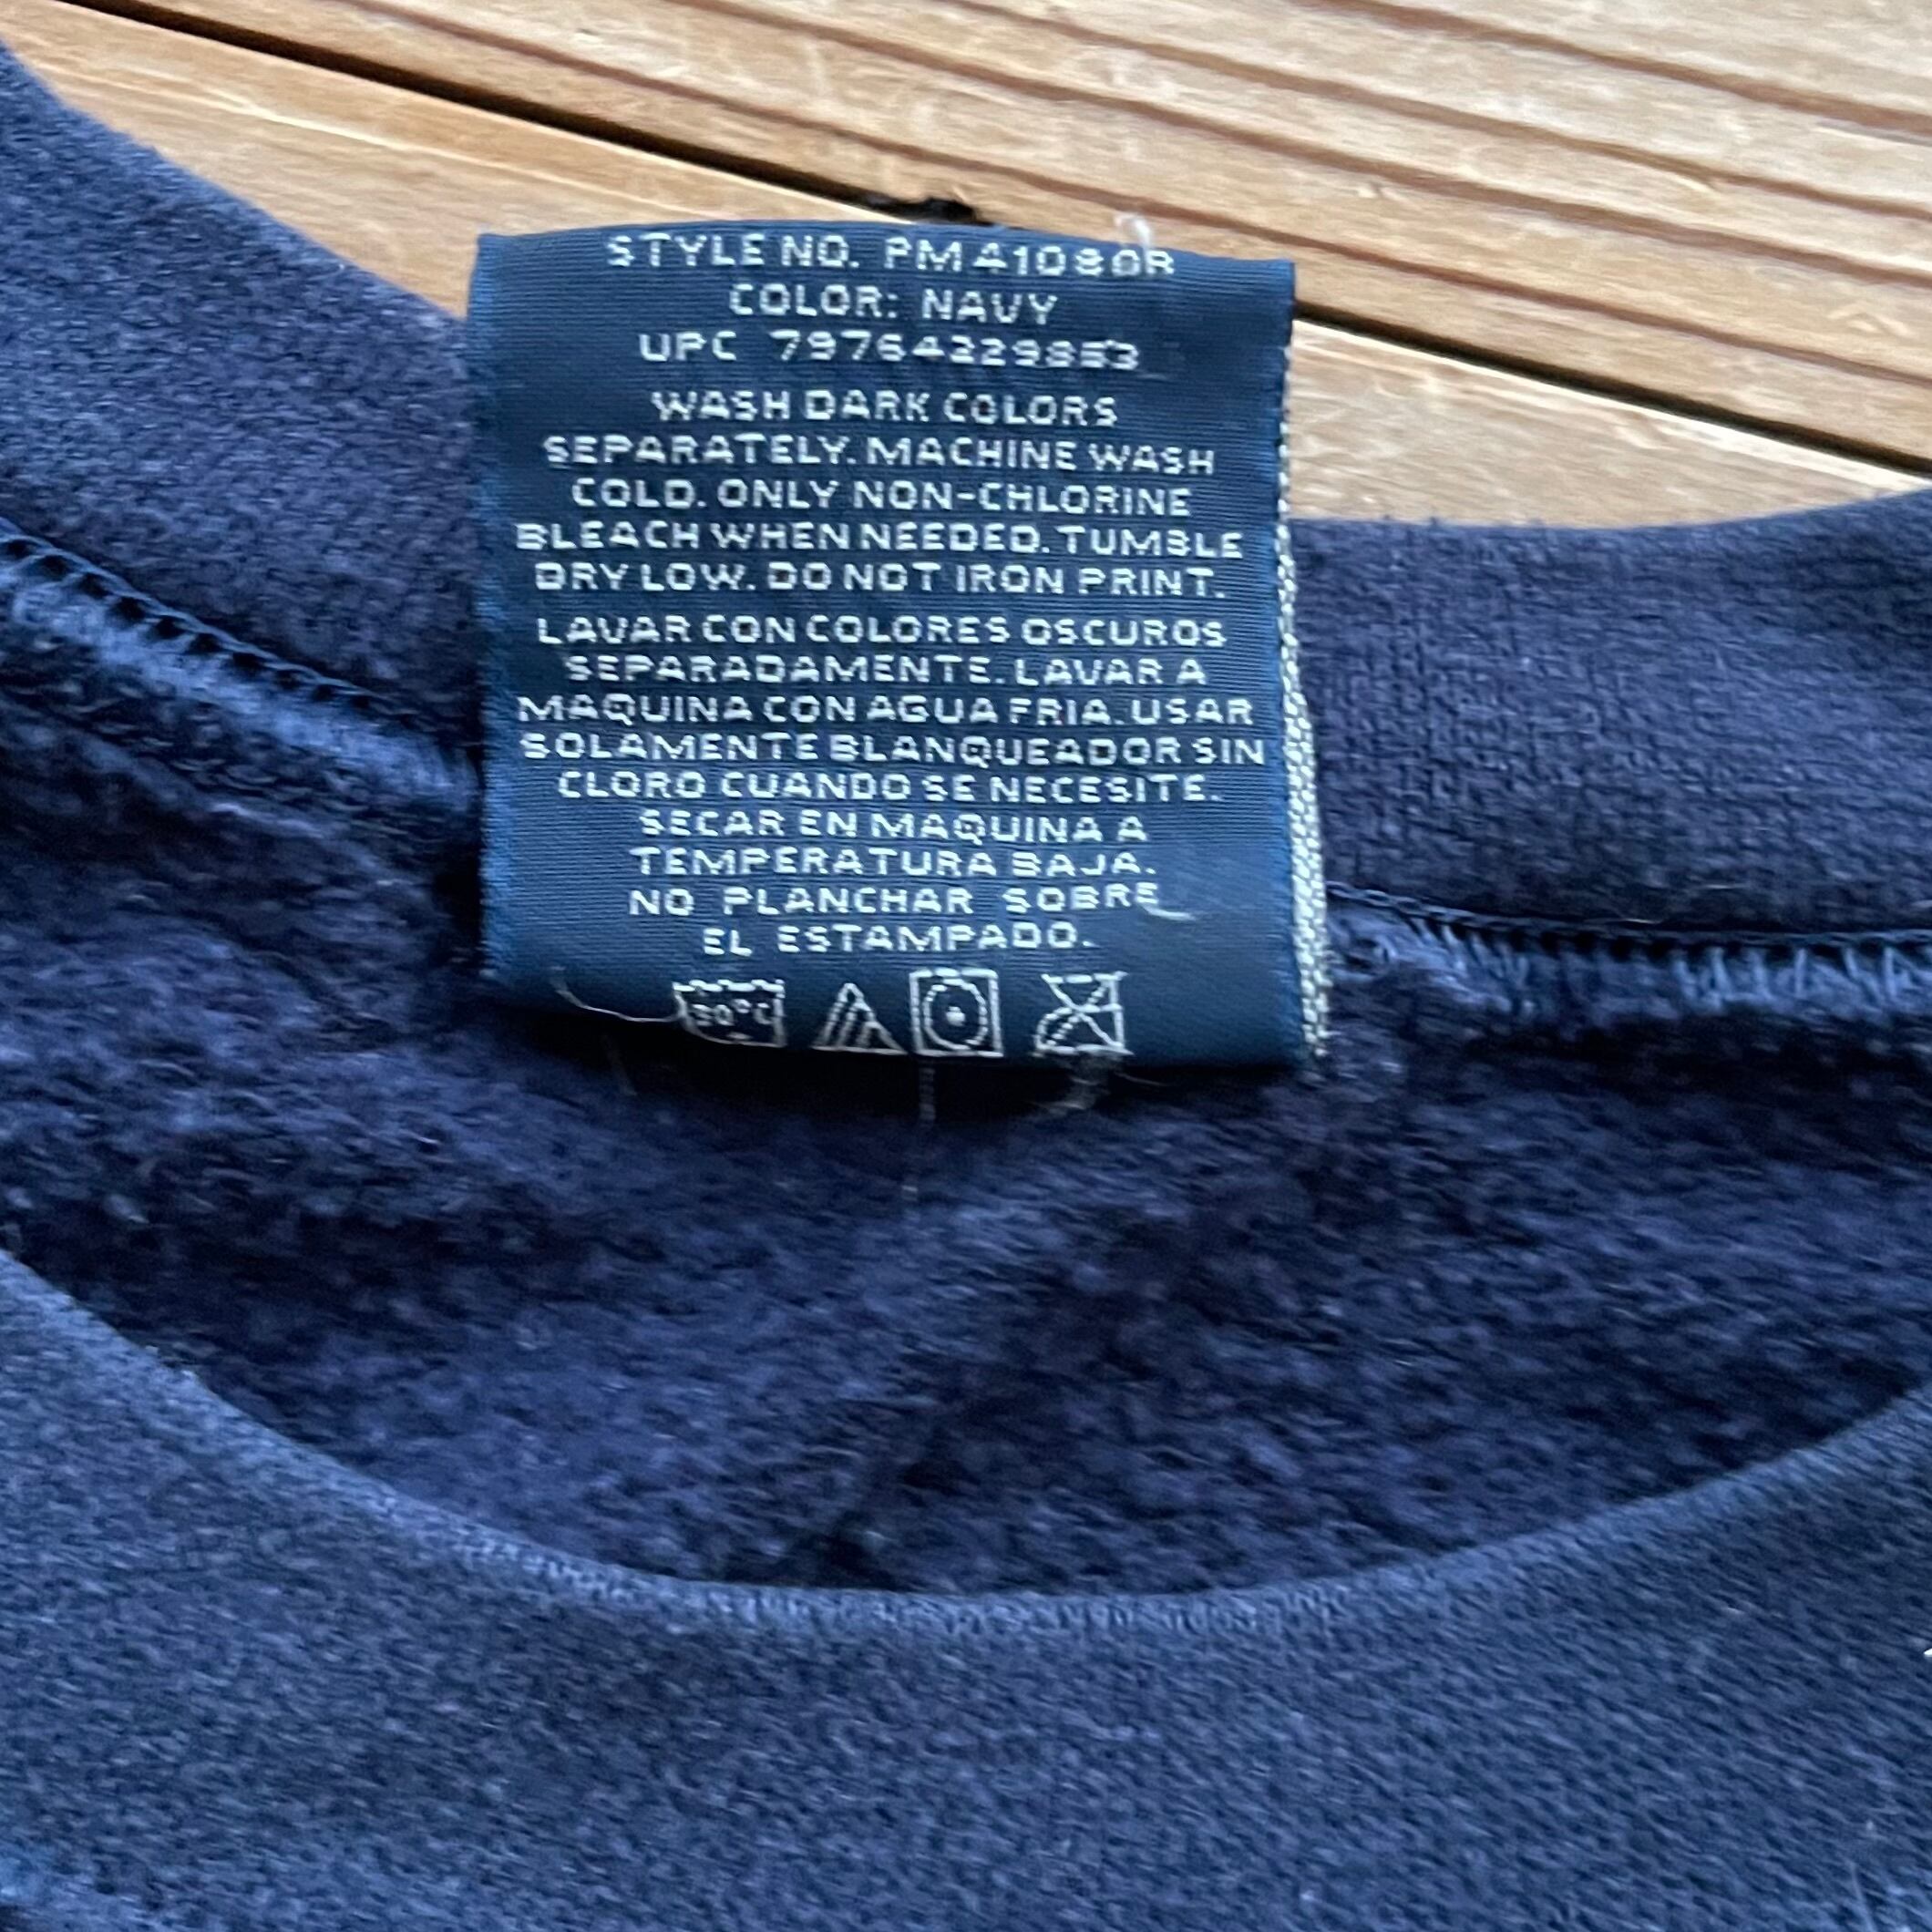 STYLE NO. PMA1080R
COLOR: NAVY
UPC
WASH DARK COLORS
SEPARATELY. MACHINE WASH
COLD. ONLY NON-CHLORINE
BLEACH WHEN NEEDED. TUMBLE
DRY LOW. DO NOT IRON PRINT.
LAVAR CON COLORES OSCUROS
SEPARADAMENTE. LAVAR A
MAQUINA CON AGUA FRIA. USAR
SOLAMENTE BLANQUEADOR SIN
CLORO CUANDO SE NECESITE.
SECAR EN MAQUINA A
TEMPERATURA BAJA.
NO PLANCHAR SOBRE
EL ESTAMPADO.
30°C